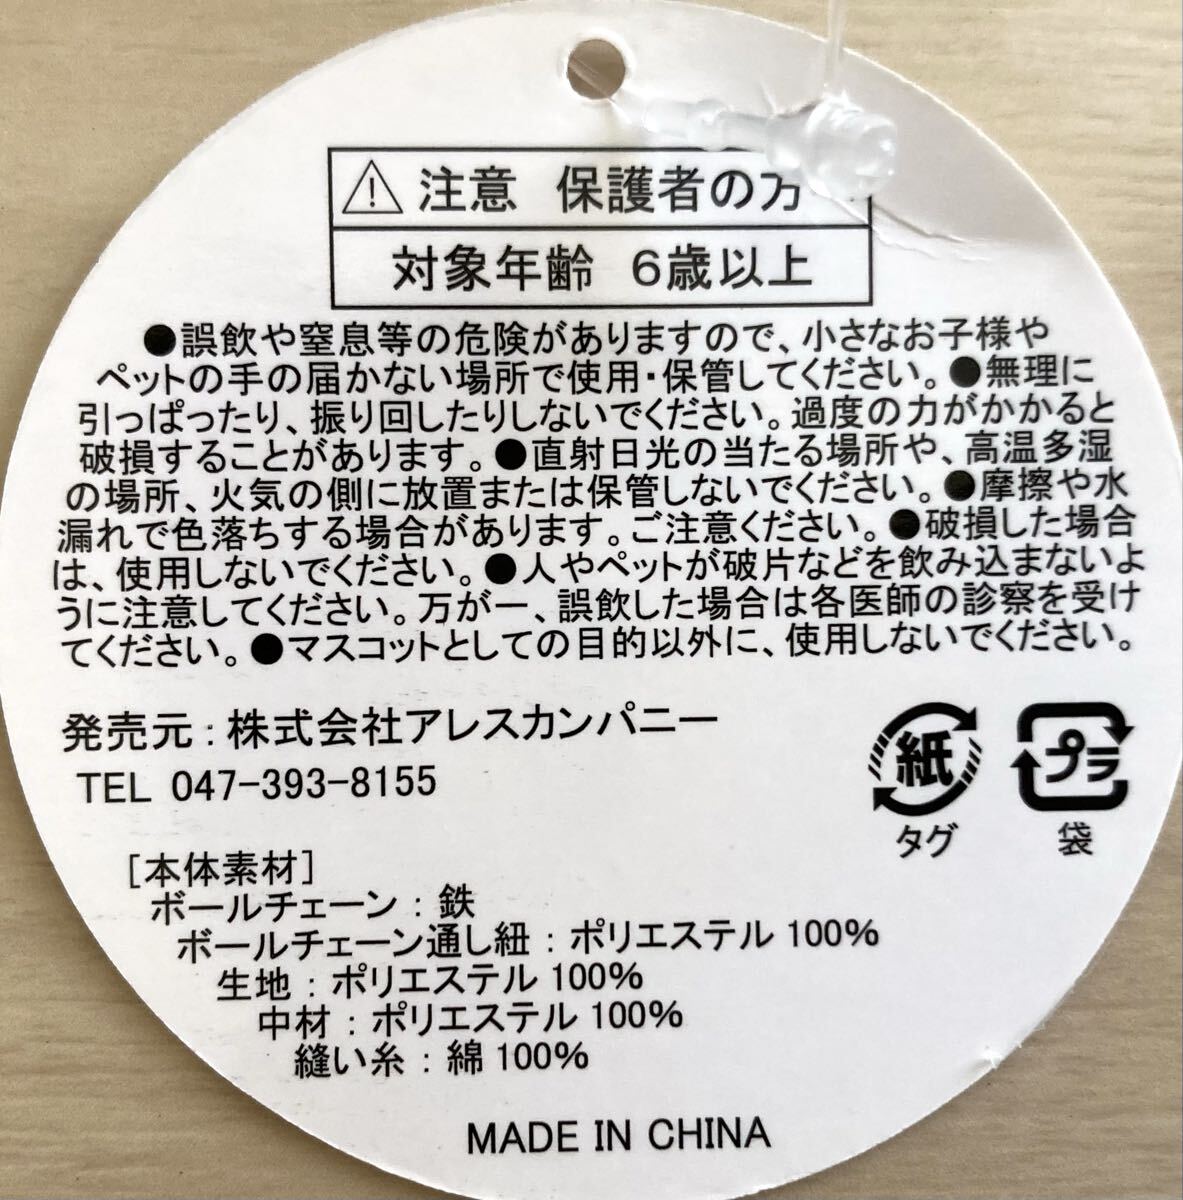 注意 保護者の方
対象年齢 6歳以上
●誤飲や窒息等の危険がありますので、小さなお子様や
ペットの手の届かない場所で使用・保管してください。●無理に
引っぱったり、振り回したりしないでください。過度の力がかかると
破損することがあります。●直射日光の当たる場所や、高温多湿
の場所、火気の側に放置または保管しないでください。●摩擦や水
漏れで色落ちする場合があります。ご注意ください。●破損した場合
は、使用しないでください。●人やペットが破片などを飲み込まないよ
うに注意してください。万が一、誤飲した場合は各医師の診察を受け
てください。●マスコットとしての目的以外に、使用しないでください。
発売元：株式会社アレスカンパニー
TEL 047-393-8155
紙
タグ
プラ
袋
[本体素材]
ボールチェーン：鉄
ボールチェーン通し紐：ポリエステル 100%
生地：ポリエステル 100%
中材：ポリエステル 100%
縫い糸：綿 100%
MADE IN CHINA